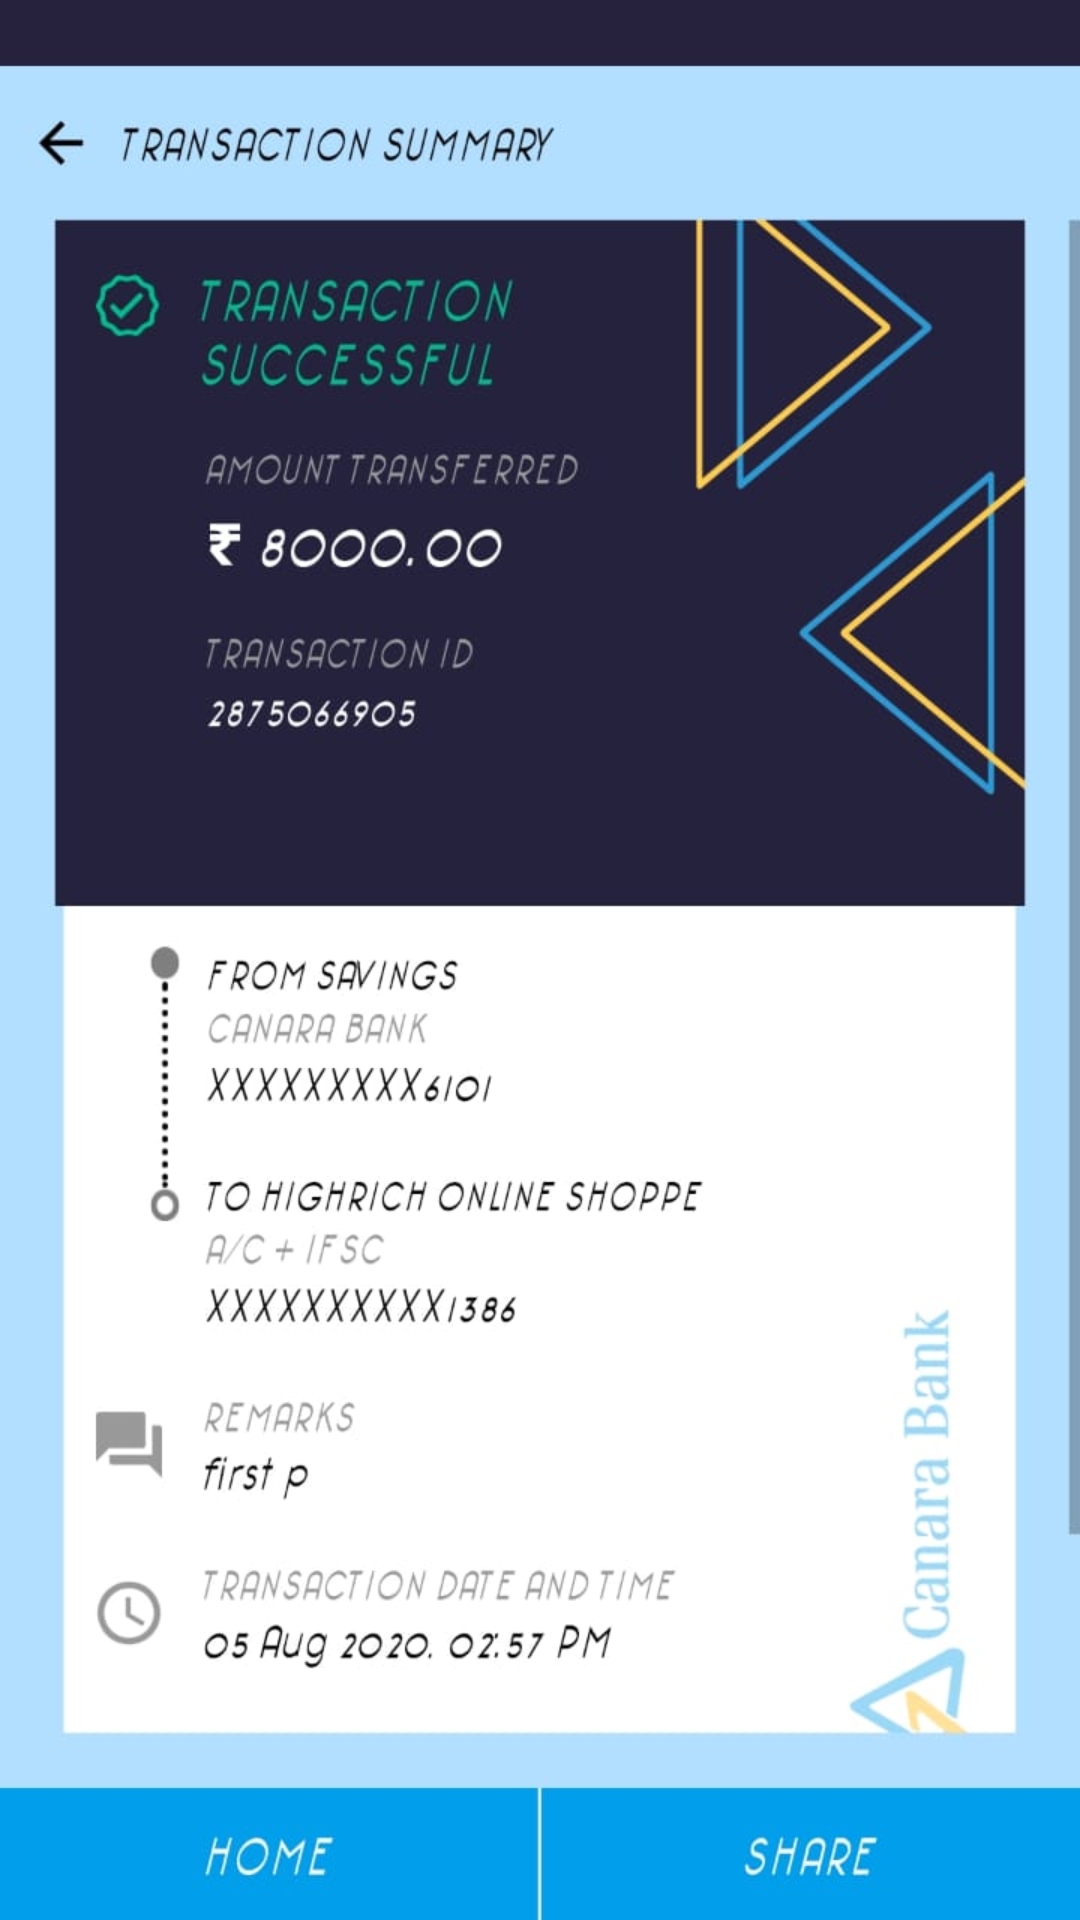 TRANSACTION SUMMARY
TRANSACTION
SUCCESSFUL
AMOUNT TRANSFERRED
₹ 8000.00
TRANSACTION ID
2875066905
FROM SAVINGS
CANARA BANK
XXXXXXXXX6101
TO HIGHRICH ONLINE SHOPPE
A/C + IFSC
XXXXXXXXXX1386
REMARKS
first p
TRANSACTION DATE AND TIME
05 Aug 2020, 02:57 PM
Canara Bank
HOME
SHARE